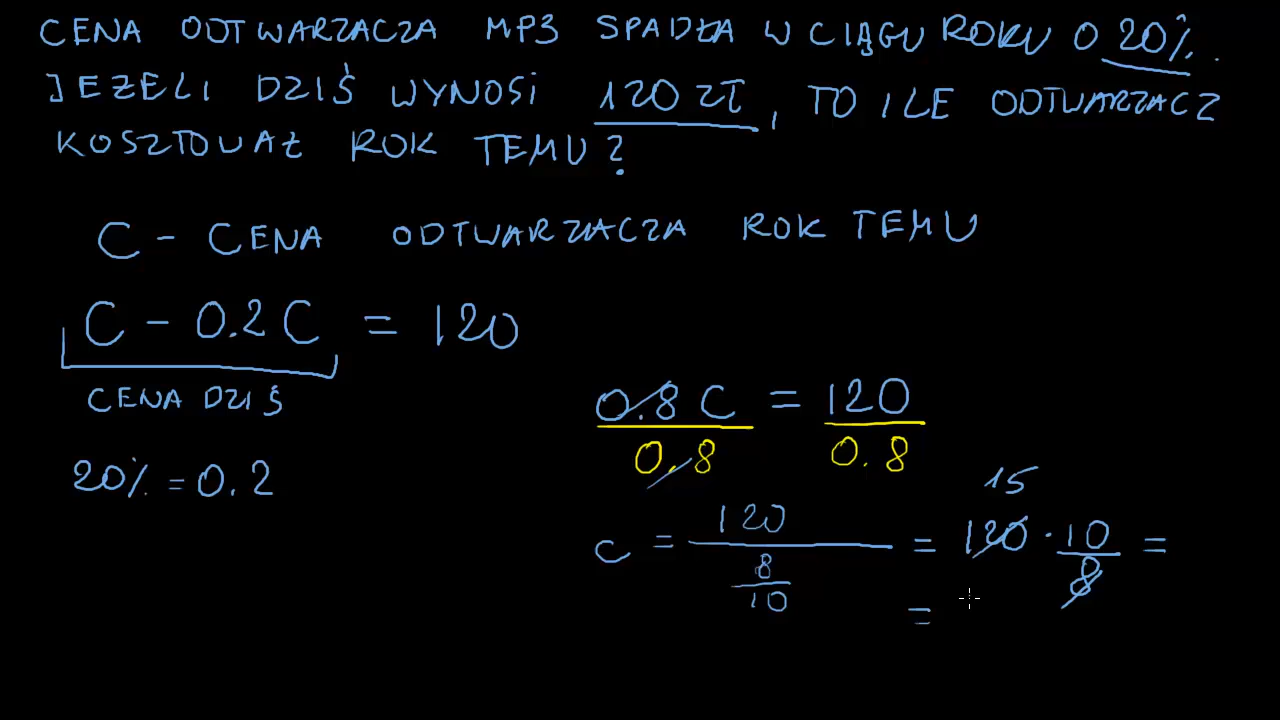 CENA ODTWARZACZA MP3 SPADŁA W CIĄGU ROKU O 20%.
JEŻELI DZIŚ WYNOSI 120 ZŁ, TO ILE ODTWARZACZ
KOSZTOWAŁ ROK TEMU?
C - CENA ODTWARZACZA ROK TEMU
C - 0.2C = 120
CENA DZIŚ
20% = 0.2
0.8C = 120
0.8 0.8
15
c = 120 = 120 · 10 =
8 8
10
=